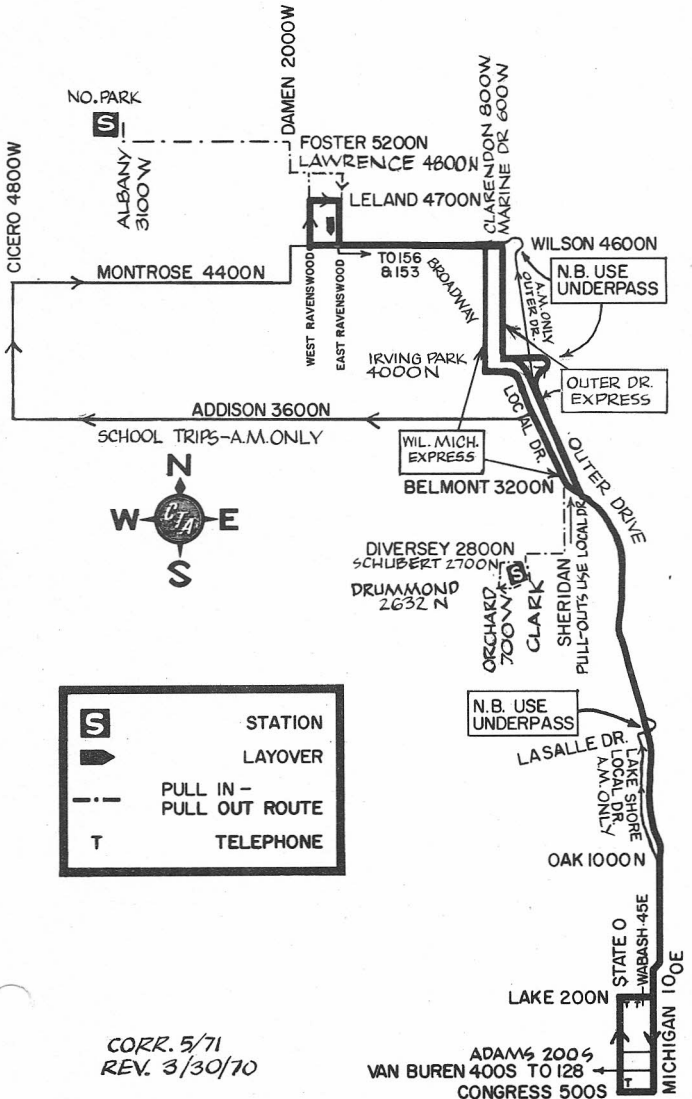 DAMEN 2000W
NO. PARK
S
CICERO 4800W
ALBANY
3100W
FOSTER 5200N
LAWRENCE 4800N
CLARENDON 800W
MARINE DR 600W
LELAND 4700N
WILSON 4600N
MONTROSE 4400N
WEST RAVENSWOOD
EAST RAVENSWOOD
TO 156
& 153
BROADWAY
A.M. ONLY
OUTER DR.
N.B. USE
UNDERPASS
IRVING PARK
4000N
OUTER DR.
EXPRESS
ADDISON 3600N
SCHOOL TRIPS-A.M. ONLY
WIL. MICH.
EXPRESS
LOCAL DR.
OUTER DRIVE
BELMONT 3200N
N
W
CTA
E
S
DIVERSEY 2800N
SCHUBERT 2700N
S
DRUMMOND
2632 N
ORCHARD
700W
CLARK
SHERIDAN
PULL-OUTS USE LOCAL DR.
N.B. USE
UNDERPASS
LASALLE DR.
LAKE SHORE
LOCAL DR.
A.M. ONLY
S STATION
LAYOVER
PULL IN -
PULL OUT ROUTE
T TELEPHONE
OAK 1000N
STATE 0
WABASH-45E
LAKE 200N
T
T
MICHIGAN 100E
ADAMS 200S
VAN BUREN 400S TO 128
T
CONGRESS 500S
CORR. 5/71
REV. 3/30/70